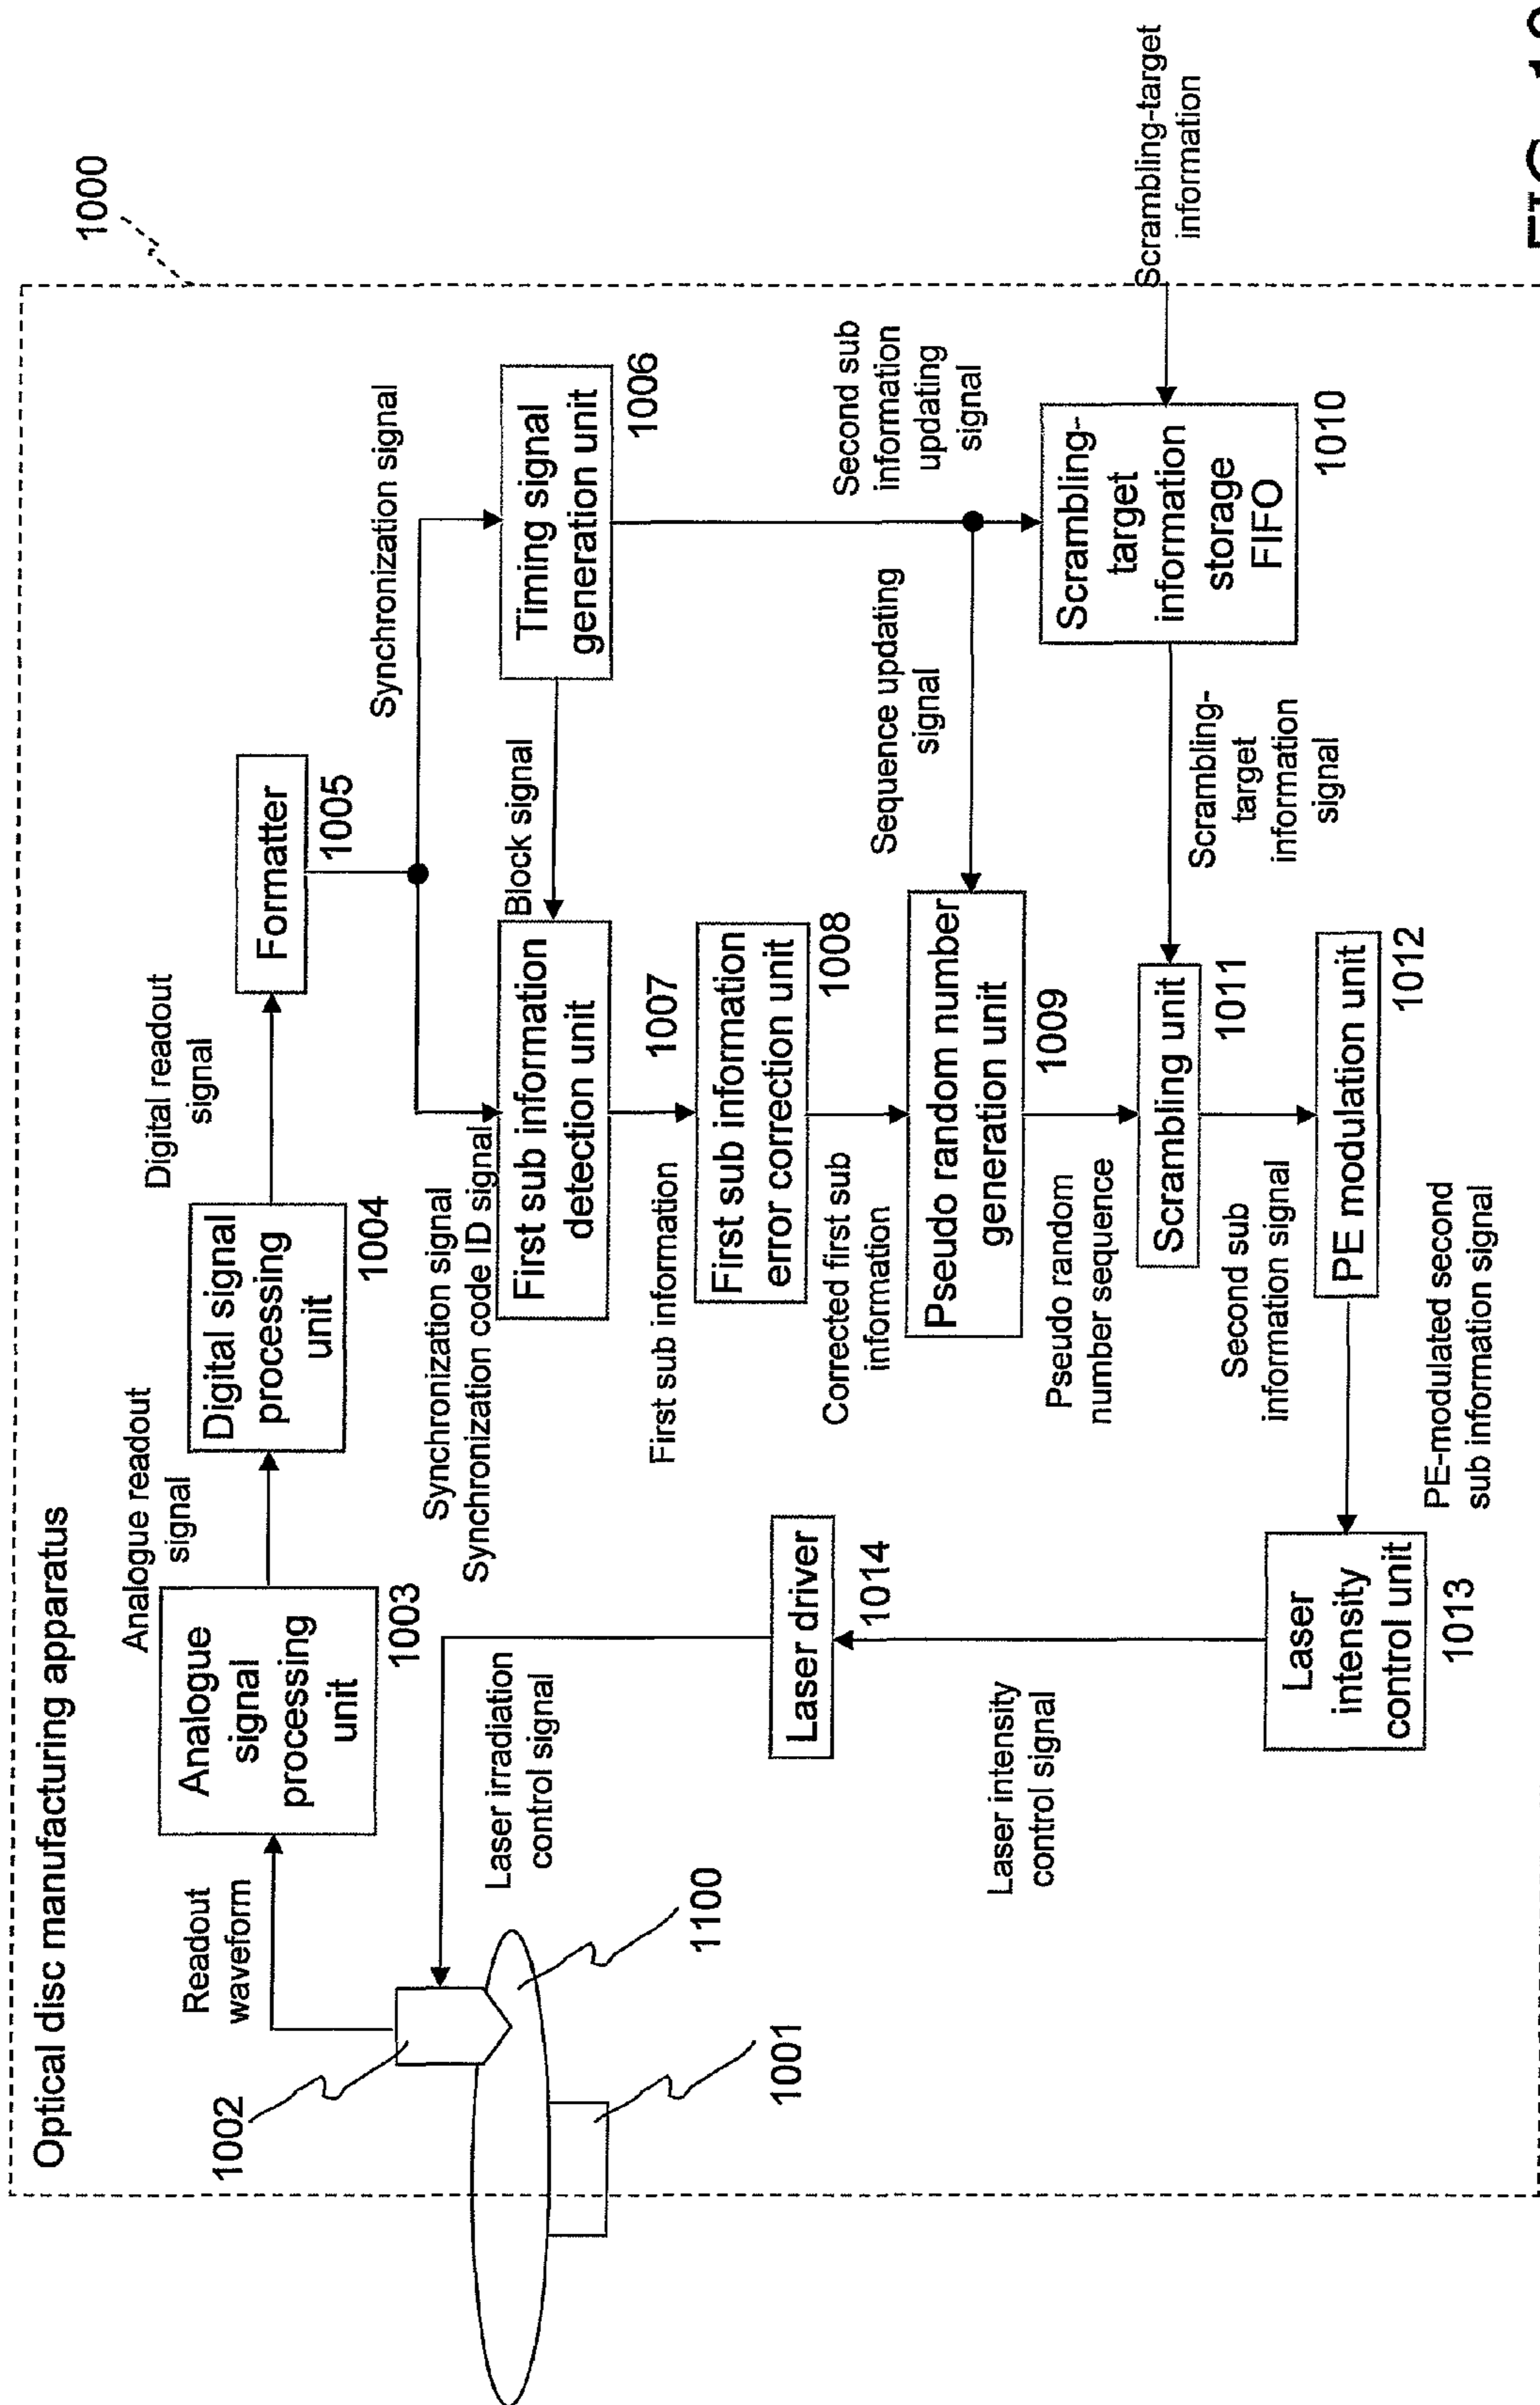 Optical disc manufacturing apparatus
1000
Readout
waveform
Analogue
signal
processing
unit
1003
Analogue readout
signal
Digital signal
processing
unit
1004
Digital readout
signal
Formatter
1005
Synchronization signal
Synchronization signal
Synchronization code ID signal
First sub information
detection unit
1007
Block signal
Timing signal
generation unit
1006
First sub information
First sub information
error correction unit
1008
Corrected first sub
information
Pseudo random number
generation unit
1009
Sequence updating
signal
Second sub
information
updating
signal
Scrambling-
target
information
storage
FIFO
1010
Scrambling-target
information
Scrambling-
target
information
signal
Pseudo random
number sequence
Scrambling unit
1011
Second sub
information signal
PE modulation unit
1012
PE-modulated second
sub information signal
Laser
intensity
control unit
1013
Laser intensity
control signal
Laser driver
1014
Laser irradiation
control signal
1002
1100
1001